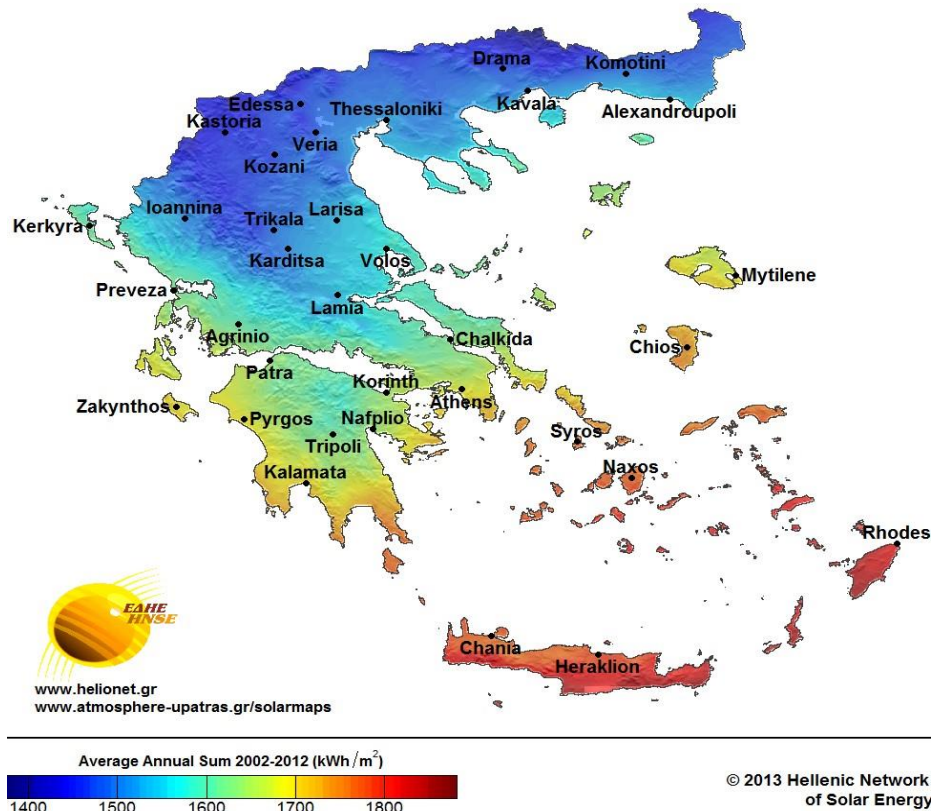 Drama
Komotini
Kavala
Alexandroupoli
Edessa
Thessaloniki
Kastoria
Veria
Kozani
Ioannina
Larisa
Kerkyra
Trikala
Karditsa
Volos
Mytilene
Preveza
Lamia
Agrinio
Chalkida
Chios
Patra
Korinth
Athens
Zakynthos
Pyrgos
Nafplio
Tripoli
Syros
Kalamata
Naxos
Rhodes
Chania
Heraklion
ΕΔΗΕ
HNSE
www.helionet.gr
www.atmosphere-upatras.gr/solarmaps
Average Annual Sum 2002-2012 (kWh/m²)
1400 1500 1600 1700 1800
© 2013 Hellenic Network
of Solar Energy